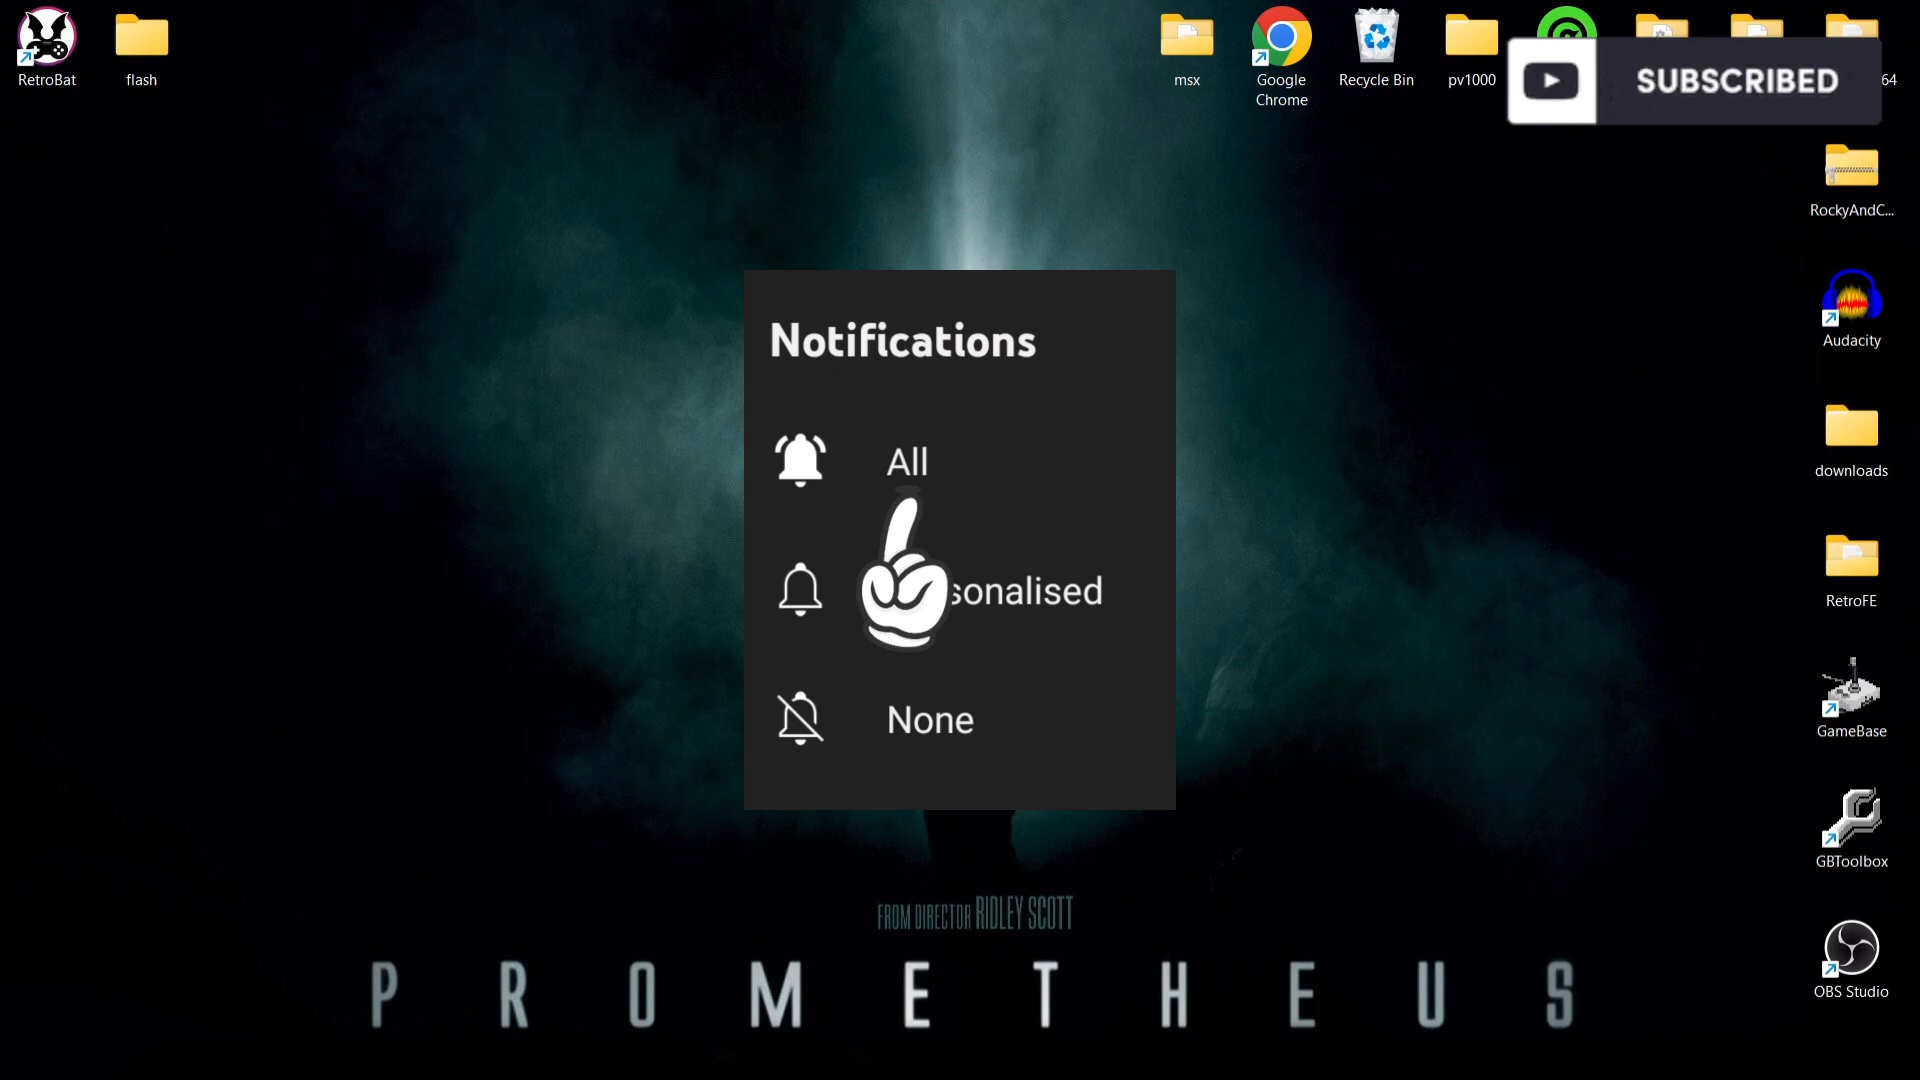 RetroBat
flash
msx
Google
Chrome
Recycle Bin
pv1000
SUBSCRIBED
64
RockyAndC...
Notifications
All
sonalised
None
Audacity
downloads
RetroFE
GameBase
GBToolbox
OBS Studio
FROM DIRECTOR RIDLEY SCOTT
PROMETHEUS